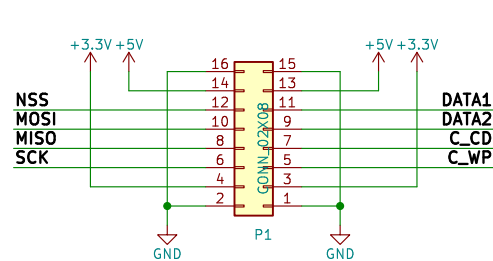 +3.3V +5V +5V +3.3V
16 15
14 13
NSS 12 11 DATA1
MOSI 10 9 DATA2
MISO 8 7 C_CD
SCK 6 5 C_WP
4 3
2 1
CONN_02X08
P1
GND GND